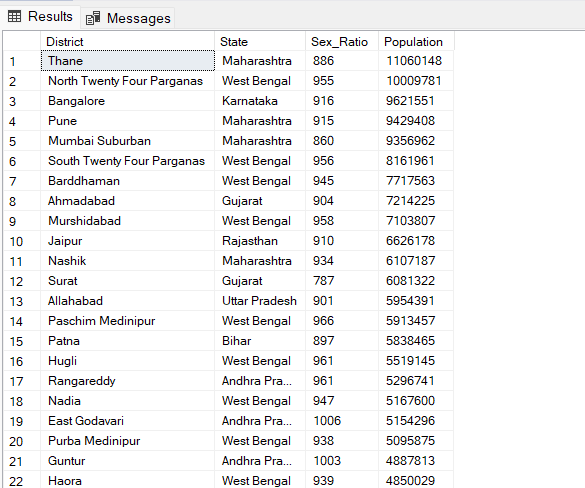 Results Messages
District State Sex_Ratio Population
1 Thane Maharashtra 886 11060148
2 North Twenty Four Parganas West Bengal 955 10009781
3 Bangalore Karnataka 916 9621551
4 Pune Maharashtra 915 9429408
5 Mumbai Suburban Maharashtra 860 9356962
6 South Twenty Four Parganas West Bengal 956 8161961
7 Barddhaman West Bengal 945 7717563
8 Ahmadabad Gujarat 904 7214225
9 Murshidabad West Bengal 958 7103807
10 Jaipur Rajasthan 910 6626178
11 Nashik Maharashtra 934 6107187
12 Surat Gujarat 787 6081322
13 Allahabad Uttar Pradesh 901 5954391
14 Paschim Medinipur West Bengal 966 5913457
15 Patna Bihar 897 5838465
16 Hugli West Bengal 961 5519145
17 Rangareddy Andhra Pra... 961 5296741
18 Nadia West Bengal 947 5167600
19 East Godavari Andhra Pra... 1006 5154296
20 Purba Medinipur West Bengal 938 5095875
21 Guntur Andhra Pra... 1003 4887813
22 Haora West Bengal 939 4850029